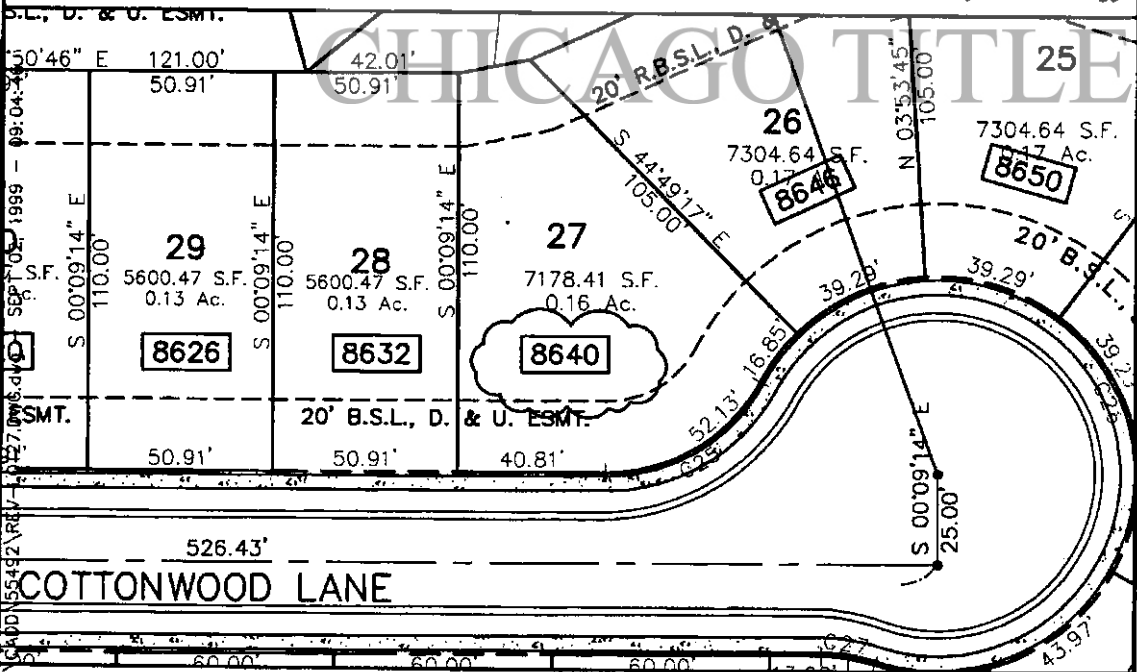 S.L., D. & U. ESMT.
CHICAGO TITLE
50'46" E 121.00' 42.01'
50.91' 50.91'
20' R.B.S.L., D. &
N 03°53'45"
105.00'
25
7304.64 S.F.
0.17 Ac.
8650
26
7304.64 S.F.
8646
S 44°49'17" E
105.00'
S 00°09'14" E
110.00'
S 00°09'14" E
110.00'
S 00°09'14" E
110.00'
29
5600.47 S.F.
0.13 Ac.
8626
28
5600.47 S.F.
0.13 Ac.
8632
27
7178.41 S.F.
0.16 Ac.
8640
S.F.
20' B.S.L.,
39.29'
39.29'
16.85'
52.13'
C25
ESMT.
20' B.S.L., D. & U. ESMT.
50.91'
50.91'
40.81'
S 00°09'14" E
25.00'
526.43'
COTTONWOOD LANE
C27
43.97'
60.00'
60.00'
60.00'